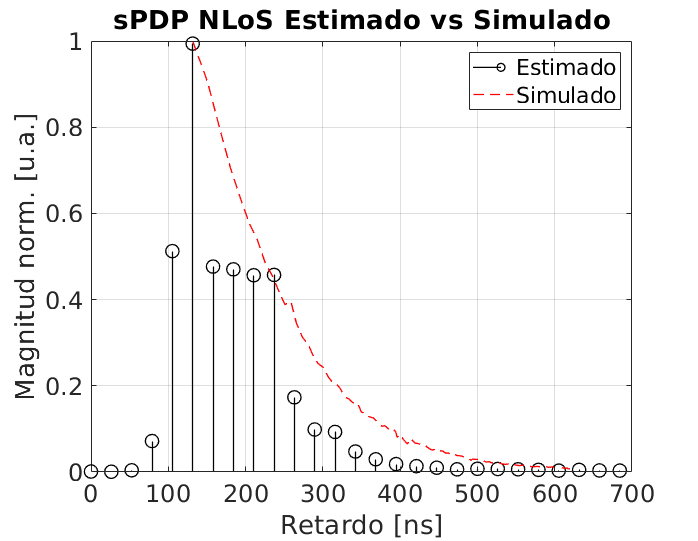 sPDP NLoS Estimado vs Simulado
Estimado
Simulado
Magnitud norm. [u.a.]
1
0.8
0.6
0.4
0.2
0
0 100 200 300 400 500 600 700
Retardo [ns]